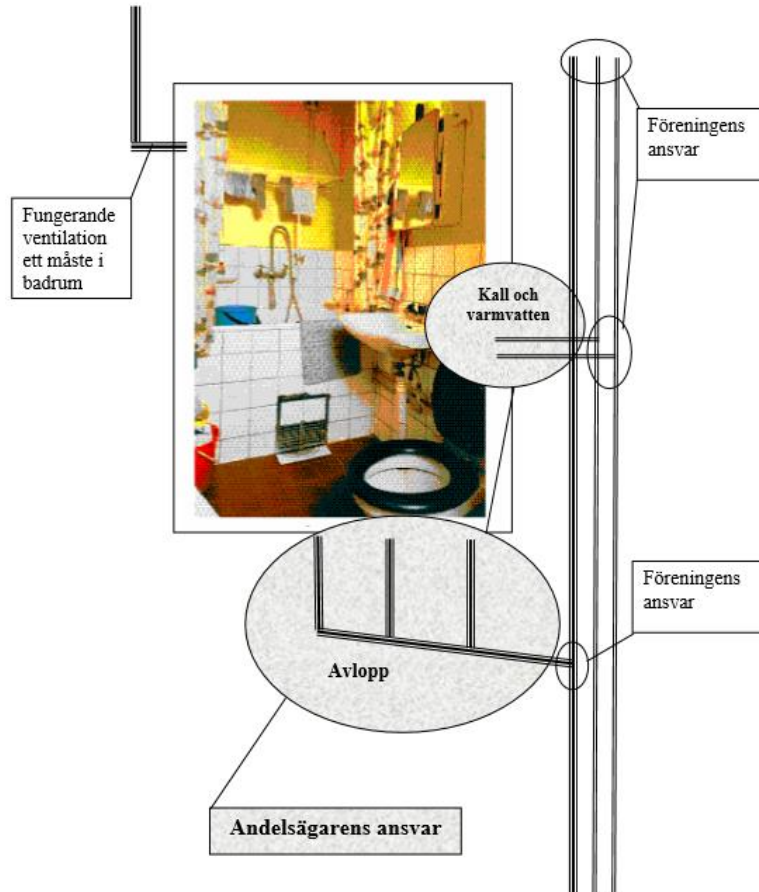 Föreningens
ansvar
Fungerande
ventilation
ett måste i
badrum
Kall och
varmvatten
Föreningens
ansvar
Avlopp
Andelsägarens ansvar